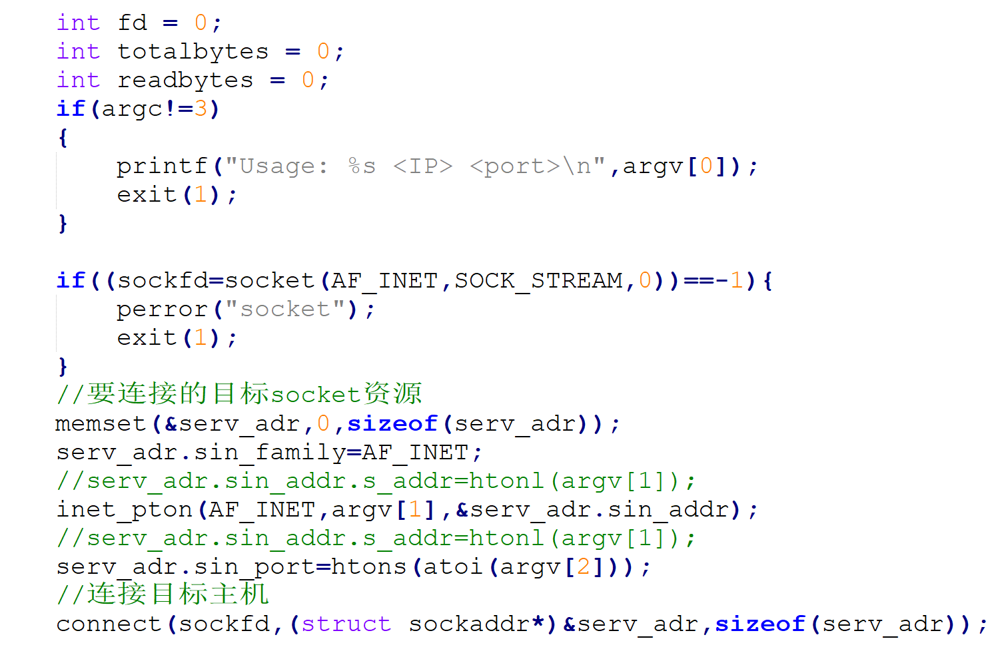 int fd = 0;
int totalbytes = 0;
int readbytes = 0;
if(argc!=3)
{
    printf("Usage: %s <IP> <port>\n",argv[0]);
    exit(1);
}

if((sockfd=socket(AF_INET,SOCK_STREAM,0))==-1){
    perror("socket");
    exit(1);
}
//要连接的目标socket资源
memset(&serv_adr,0,sizeof(serv_adr));
serv_adr.sin_family=AF_INET;
//serv_adr.sin_addr.s_addr=htonl(argv[1]);
inet_pton(AF_INET,argv[1],&serv_adr.sin_addr);
//serv_adr.sin_addr.s_addr=htonl(argv[1]);
serv_adr.sin_port=htons(atoi(argv[2]));
//连接目标主机
connect(sockfd,(struct sockaddr*)&serv_adr,sizeof(serv_adr));